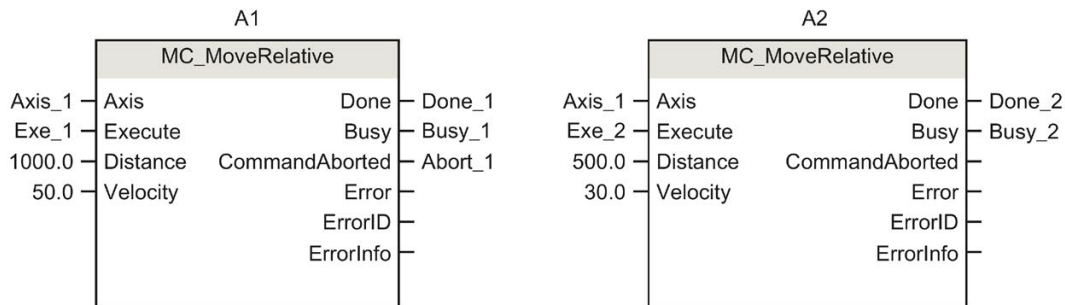 A1
MC_MoveRelative
Axis_1 Axis Done Done_1
Exe_1 Execute Busy Busy_1
1000.0 Distance CommandAborted Abort_1
50.0 Velocity Error
ErrorID
ErrorInfo
A2
MC_MoveRelative
Axis_1 Axis Done Done_2
Exe_2 Execute Busy Busy_2
500.0 Distance CommandAborted
30.0 Velocity Error
ErrorID
ErrorInfo